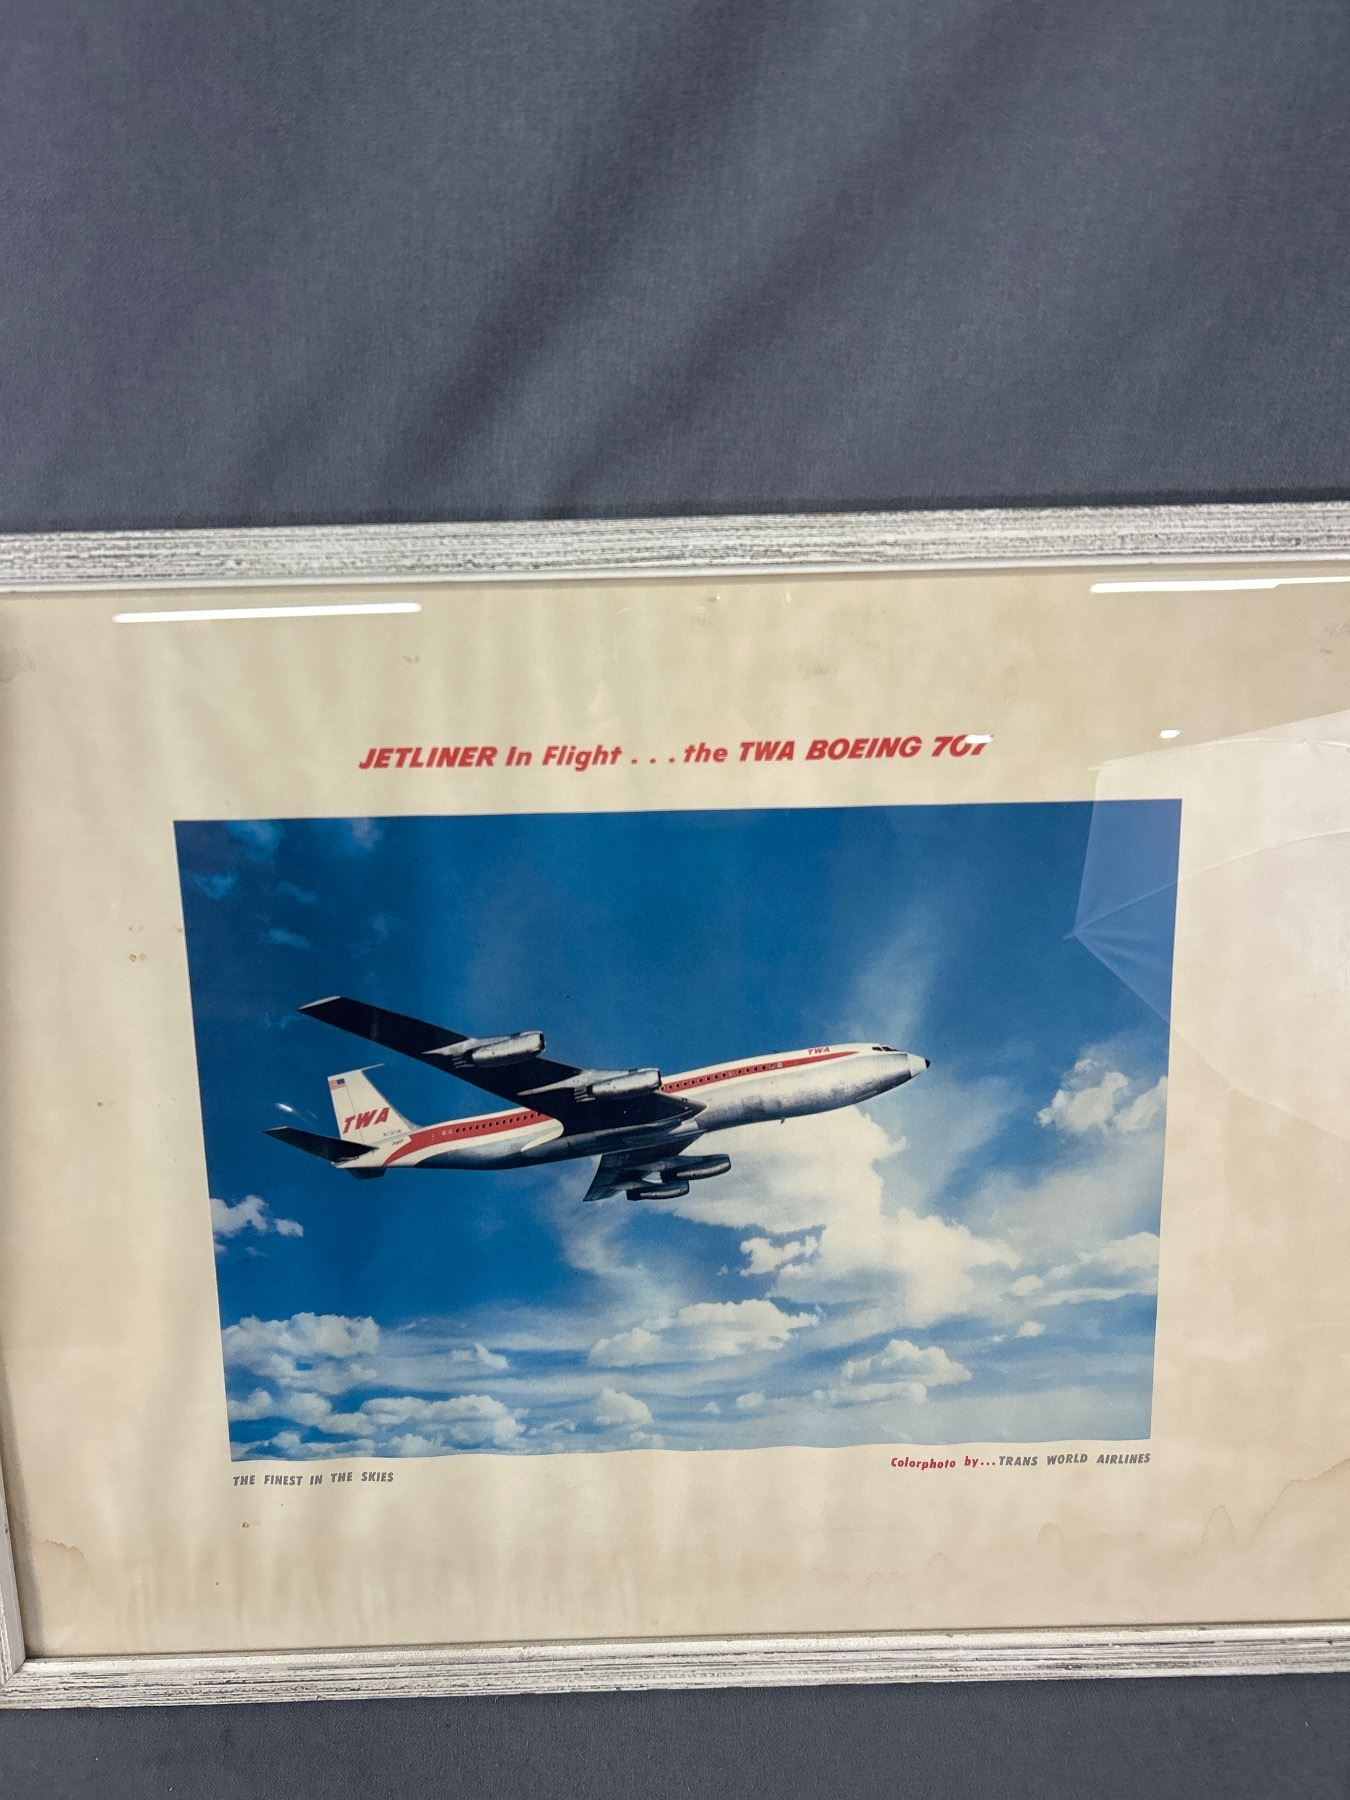 JETLINER In Flight . . . the TWA BOEING 707
TWA
TWA
707
THE FINEST IN THE SKIES
Colorphoto by...TRANS WORLD AIRLINES